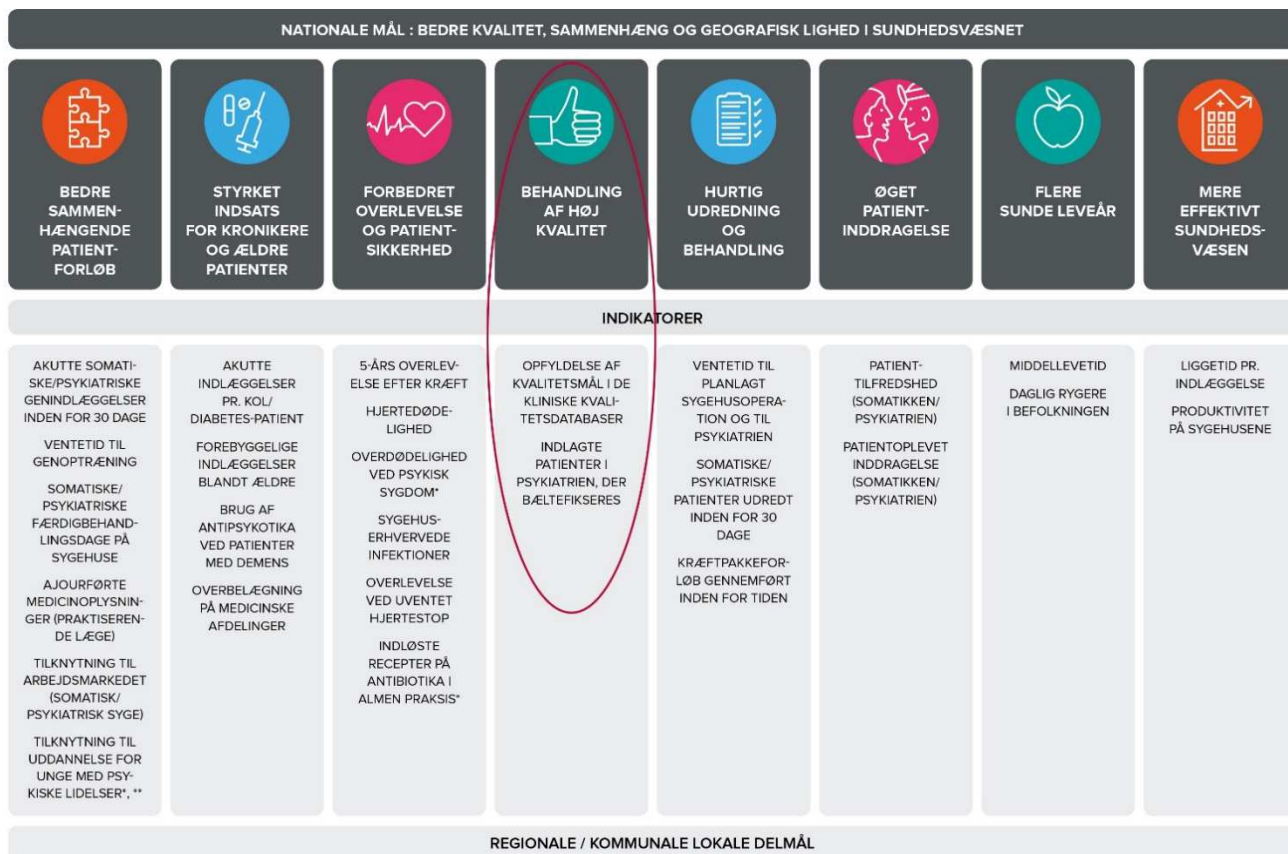 NATIONALE MÅL : BEDRE KVALITET, SAMMENHÆNG OG GEOGRAFISK LIGHED I SUNDHEDSVÆSNET
BEDRE
SAMMEN-
HÆNGENDE
PATIENT-
FORLØB
STYRKET
INDSATS
FOR KRONIKERE
OG ÆLDRE
PATIENTER
FORBEDRET
OVERLEVELSE
OG PATIENT-
SIKKERHED
BEHANDLING
AF HØJ
KVALITET
HURTIG
UDREDNING
OG
BEHANDLING
ØGET
PATIENT-
INDDRAGELSE
FLERE
SUNDE LEVEÅR
MERE
EFFEKTIVT
SUNDHEDS-
VÆSEN
INDIKATORER
AKUTTE SOMATI-
SKE/PSYKIATRISKE
GENINDLÆGGELSER
INDEN FOR 30 DAGE
VENTETID TIL
GENOPTRÆNING
SOMATISKE/
PSYKIATRISKE
FÆRDIGBEHAND-
LINGSDAGE PÅ
SYGEHUSE
AJOURFØRTE
MEDICINOPLYSNIN-
GER (PRAKTISEREN-
DE LÆGE)
TILKNYTNING TIL
ARBEJDSMARKEDET
(SOMATISK/
PSYKIATRISK SYGE)
TILKNYTNING TIL
UDDANNELSE FOR
UNGE MED PSY-
KISKE LIDELSER*, **
AKUTTE
INDLÆGGELSER
PR. KOL/
DIABETES-PATIENT
FOREBYGGELIGE
INDLÆGGELSER
BLANDT ÆLDRE
BRUG AF
ANTIPSYKOTIKA
VED PATIENTER
MED DEMENS
OVERBELÆGNING
PÅ MEDICINSKE
AFDELINGER
5-ÅRS OVERLEV-
ELSE EFTER KRÆFT
HJERTEDØDE-
LIGHED
OVERDØDELIGHED
VED PSYKISK
SYGDOM*
SYGEHUS-
ERHVERVEDE
INFEKTIONER
OVERLEVELSE
VED UVENTET
HJERTESTOP
INDLØSTE
RECEPTER PÅ
ANTIBIOTIKA I
ALMEN PRAKSIS*
OPFYLDELSE AF
KVALITETSMÅL I DE
KLINISKE KVALI-
TETSDATABASER
INDLAGTE
PATIENTER I
PSYKIATRIEN, DER
BÆLTEFIKSERES
VENTETID TIL
PLANLAGT
SYGEHUSOPERA-
TION OG TIL
PSYKIATRIEN
SOMATISKE/
PSYKIATRISKE
PATIENTER UDREDT
INDEN FOR 30
DAGE
KRÆFTPAKKEFOR-
LØB GENNEMFØRT
INDEN FOR TIDEN
PATIENT-
TILFREDSHED
(SOMATIKKEN/
PSYKIATRIEN)
PATIENTOPLEVET
INDDRAGELSE
(SOMATIKKEN/
PSYKIATRIEN)
MIDDELLEVETID
DAGLIG RYGERE
I BEFOLKNINGEN
LIGGETID PR.
INDLÆGGELSE
PRODUKTIVITET
PÅ SYGEHUSENE
REGIONALE / KOMMUNALE LOKALE DELMÅL